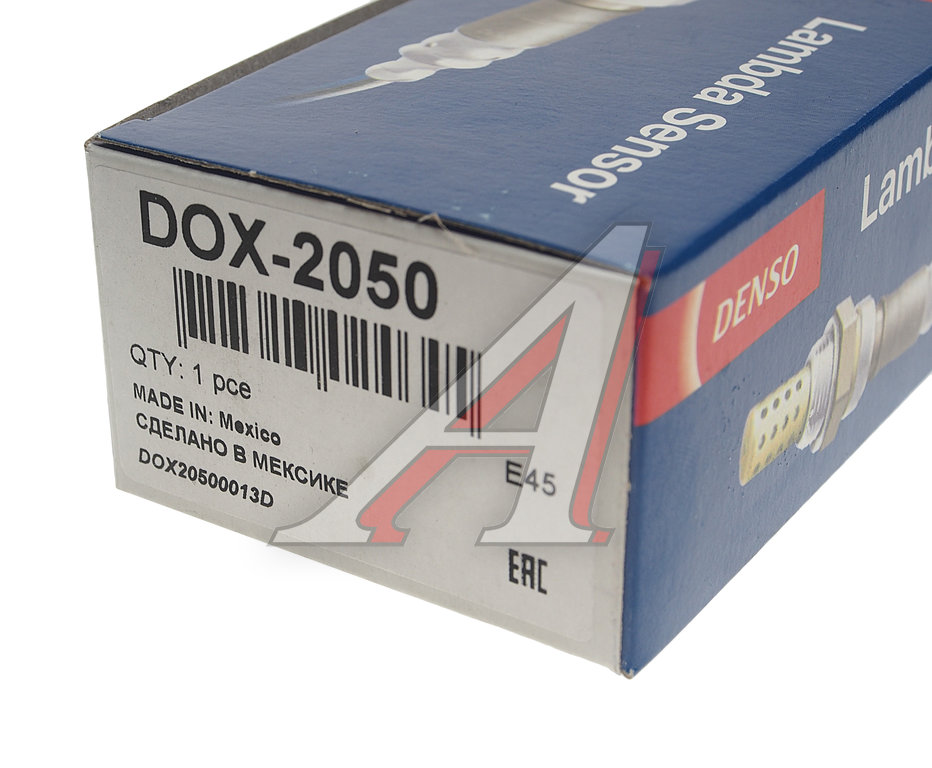 Lambda Sensor
DOX-2050
QTY: 1 pce
MADE IN: Mexico
СДЕЛАНО В МЕКСИКЕ
DOX20500013D
E45
EAC
DENSO
Lamb